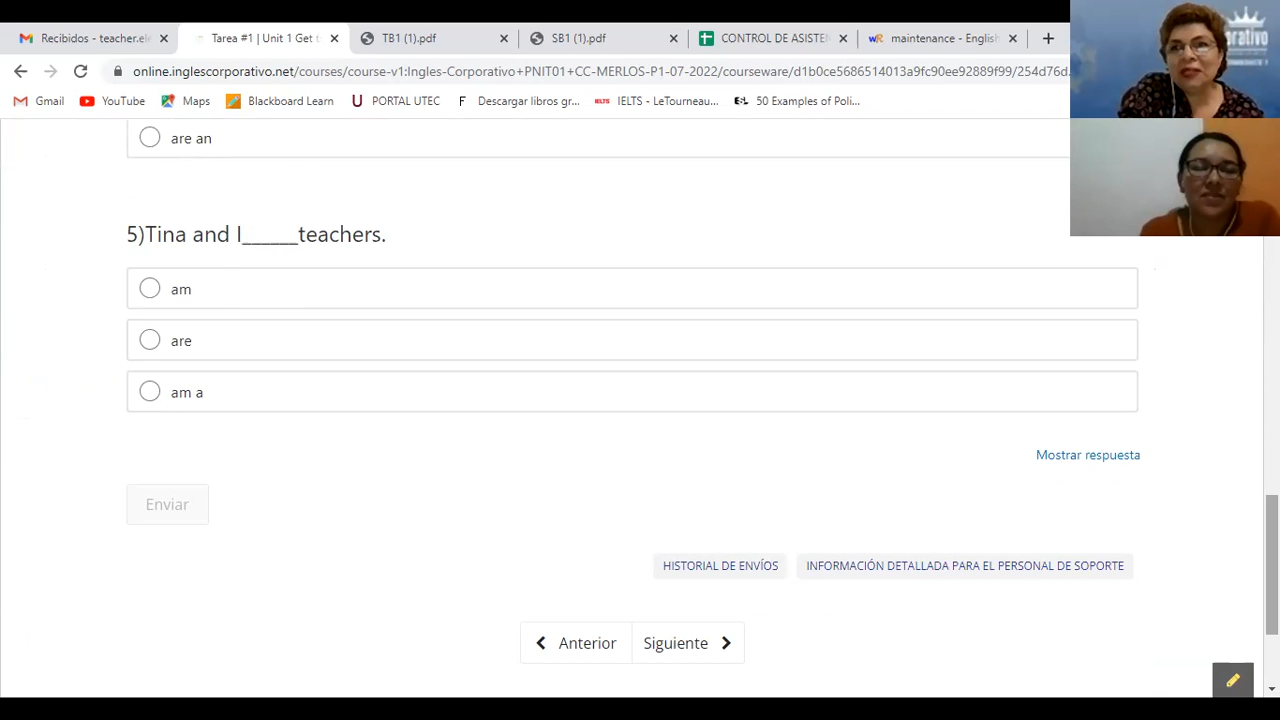 Recibidos - teacher.ele
Tarea #1 | Unit 1 Get t
TB1 (1).pdf
SB1 (1).pdf
CONTROL DE ASISTEN
maintenance - English
online.inglescorporativo.net/courses/course-v1:Ingles-Corporativo+PNIT01+CC-MERLOS-P1-07-2022/courseware/d1b0ce5686514013a9fc90ee92889f99/254d76d.
Gmail
YouTube
Maps
Blackboard Learn
PORTAL UTEC
Descargar libros gr...
IELTS - LeTourneau...
50 Examples of Pol...
are an
5)Tina and I______teachers.
am
are
am a
Mostrar respuesta
Enviar
HISTORIAL DE ENVÍOS
INFORMACIÓN DETALLADA PARA EL PERSONAL DE SOPORTE
Anterior
Siguiente